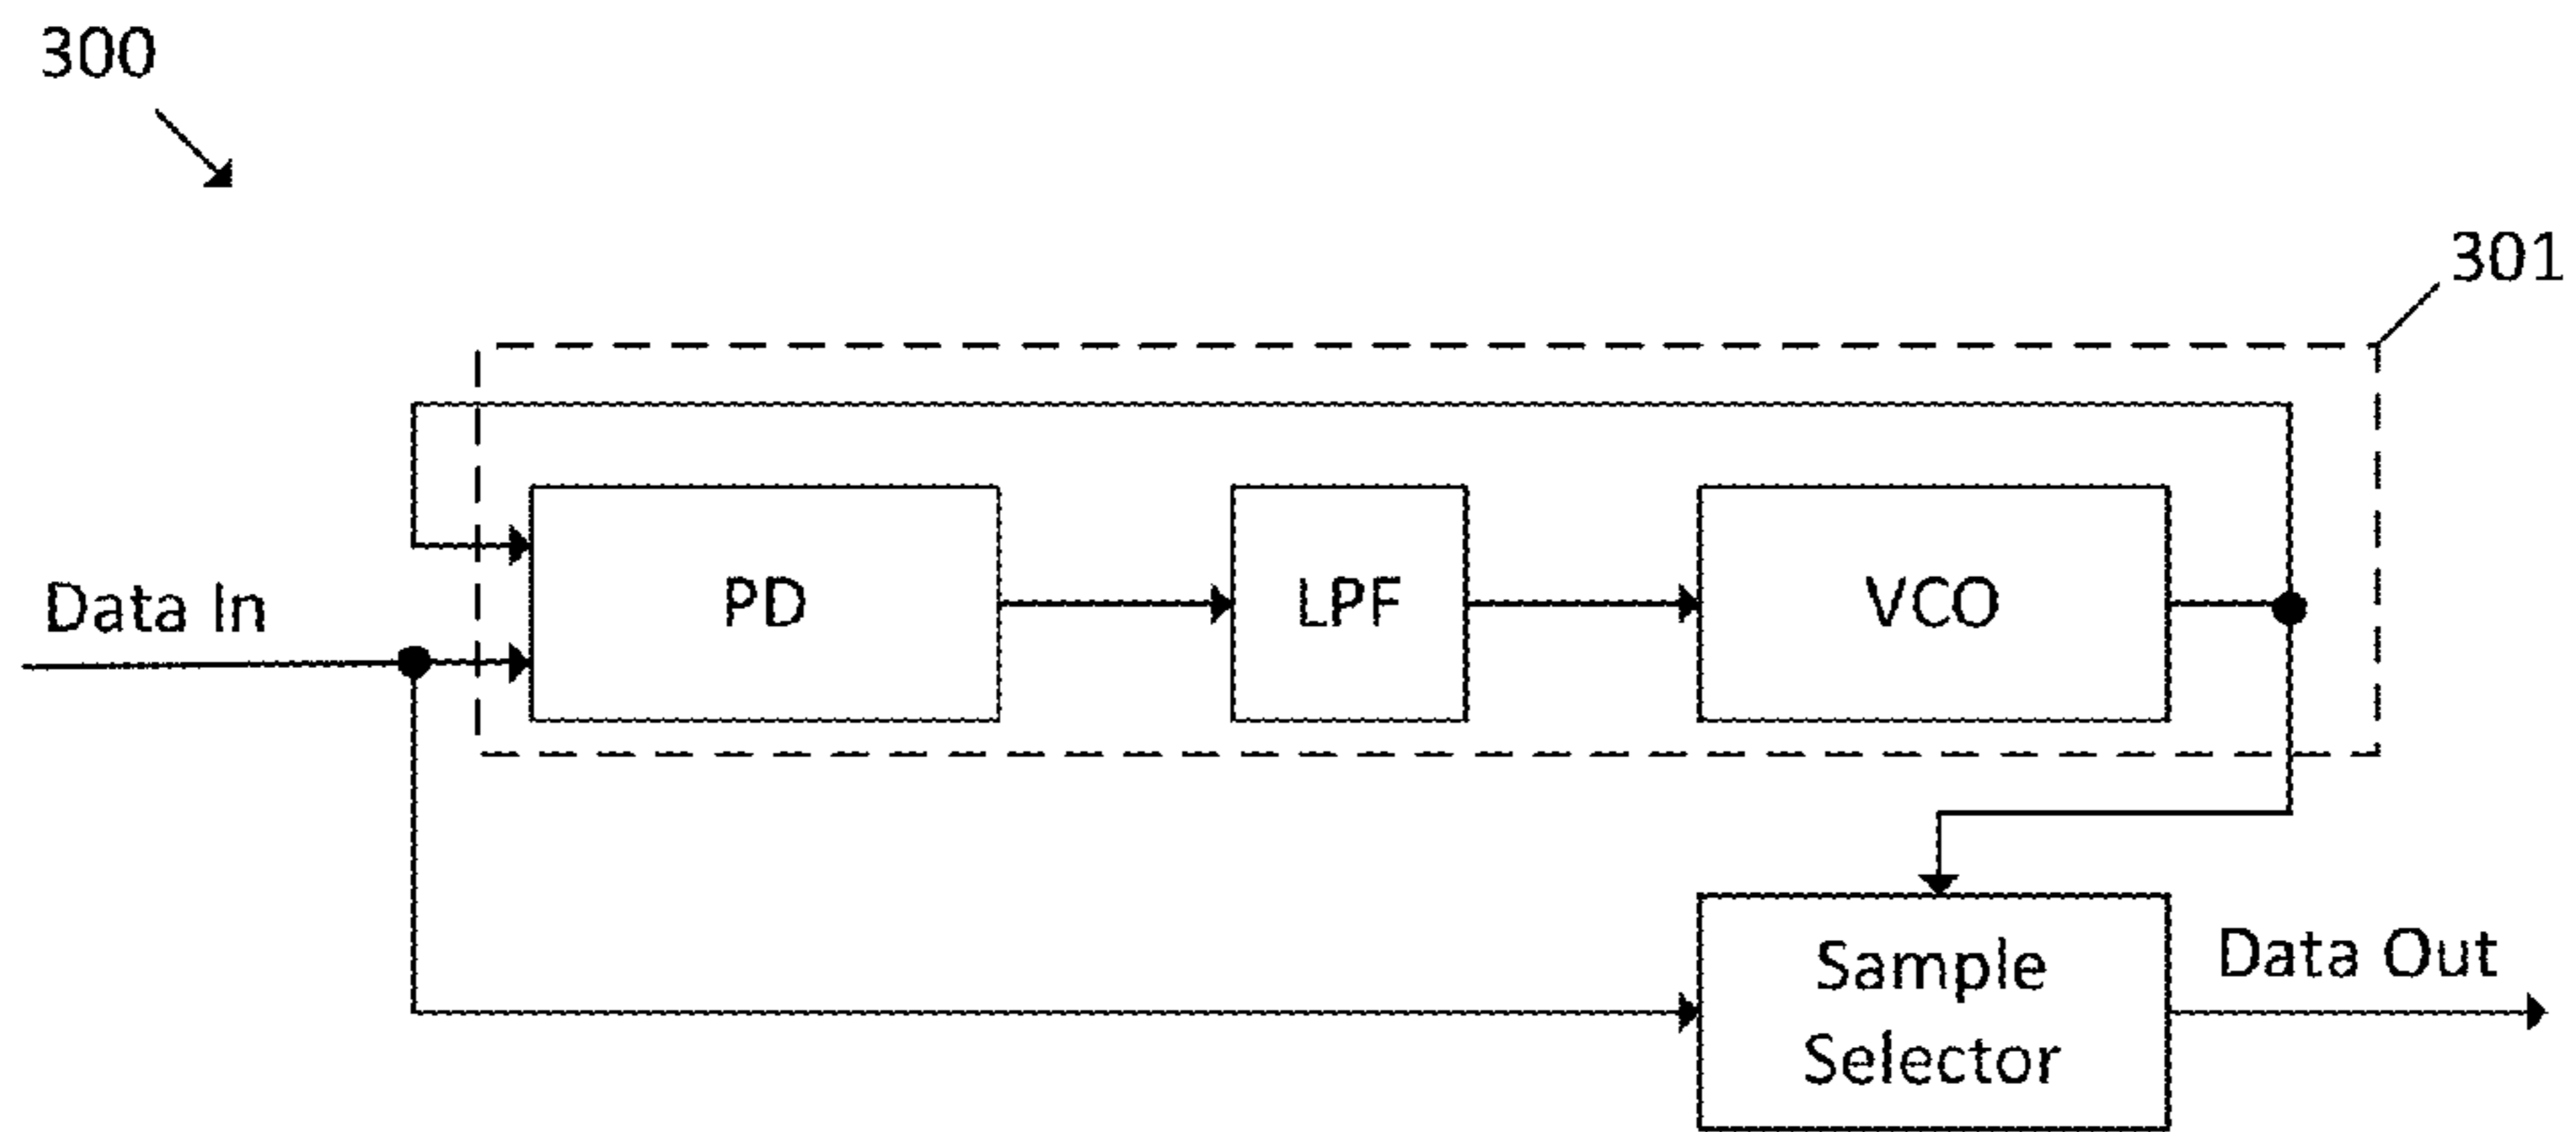 300
301
Data In
PD
LPF
VCO
Sample
Selector
Data Out